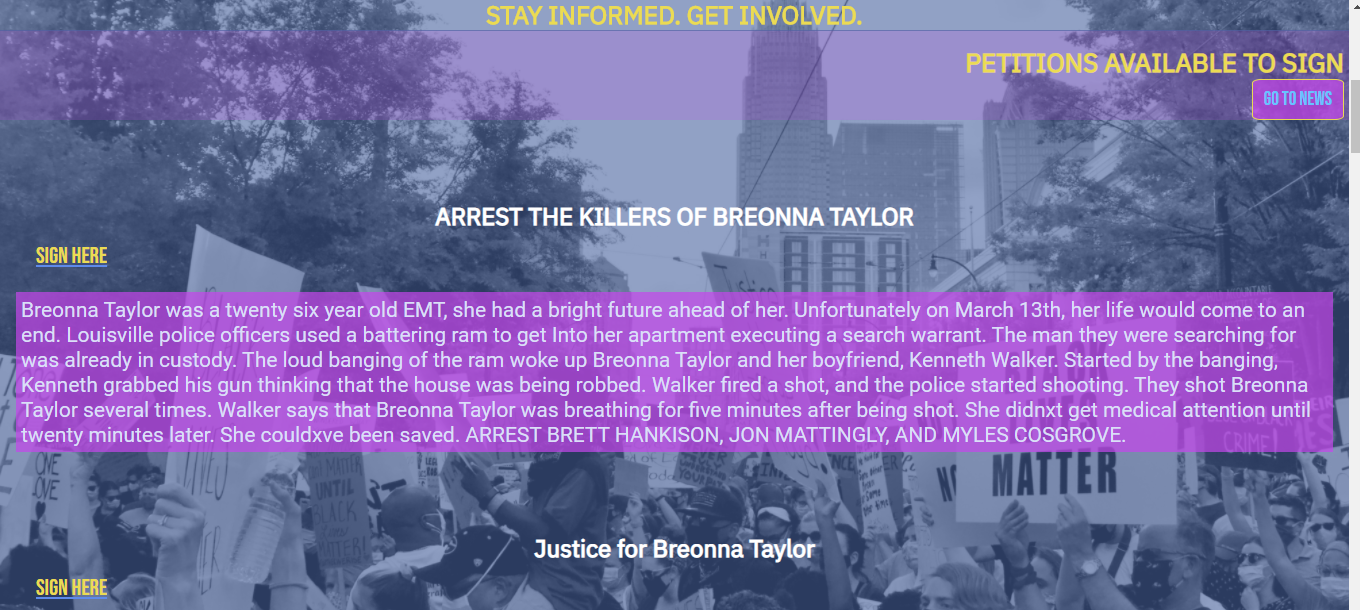 STAY INFORMED. GET INVOLVED.
PETITIONS AVAILABLE TO SIGN
GO TO NEWS
ARREST THE KILLERS OF BREONNA TAYLOR
SIGN HERE
Breonna Taylor was a twenty six year old EMT, she had a bright future ahead of her. Unfortunately on March 13th, her life would come to an
end. Louisville police officers used a battering ram to get Into her apartment executing a search warrant. The man they were searching for
was already in custody. The loud banging of the ram woke up Breonna Taylor and her boyfriend, Kenneth Walker. Started by the banging,
Kenneth grabbed his gun thinking that the house was being robbed. Walker fired a shot, and the police started shooting. They shot Breonna
Taylor several times. Walker says that Breonna Taylor was breathing for five minutes after being shot. She didnxt get medical attention until
twenty minutes later. She couldxve been saved. ARREST BRETT HANKISON, JON MATTINGLY, AND MYLES COSGROVE.
CRIME!
MATTER
UNTIL
BLACK
MATTER!
Justice for Breonna Taylor
SIGN HERE